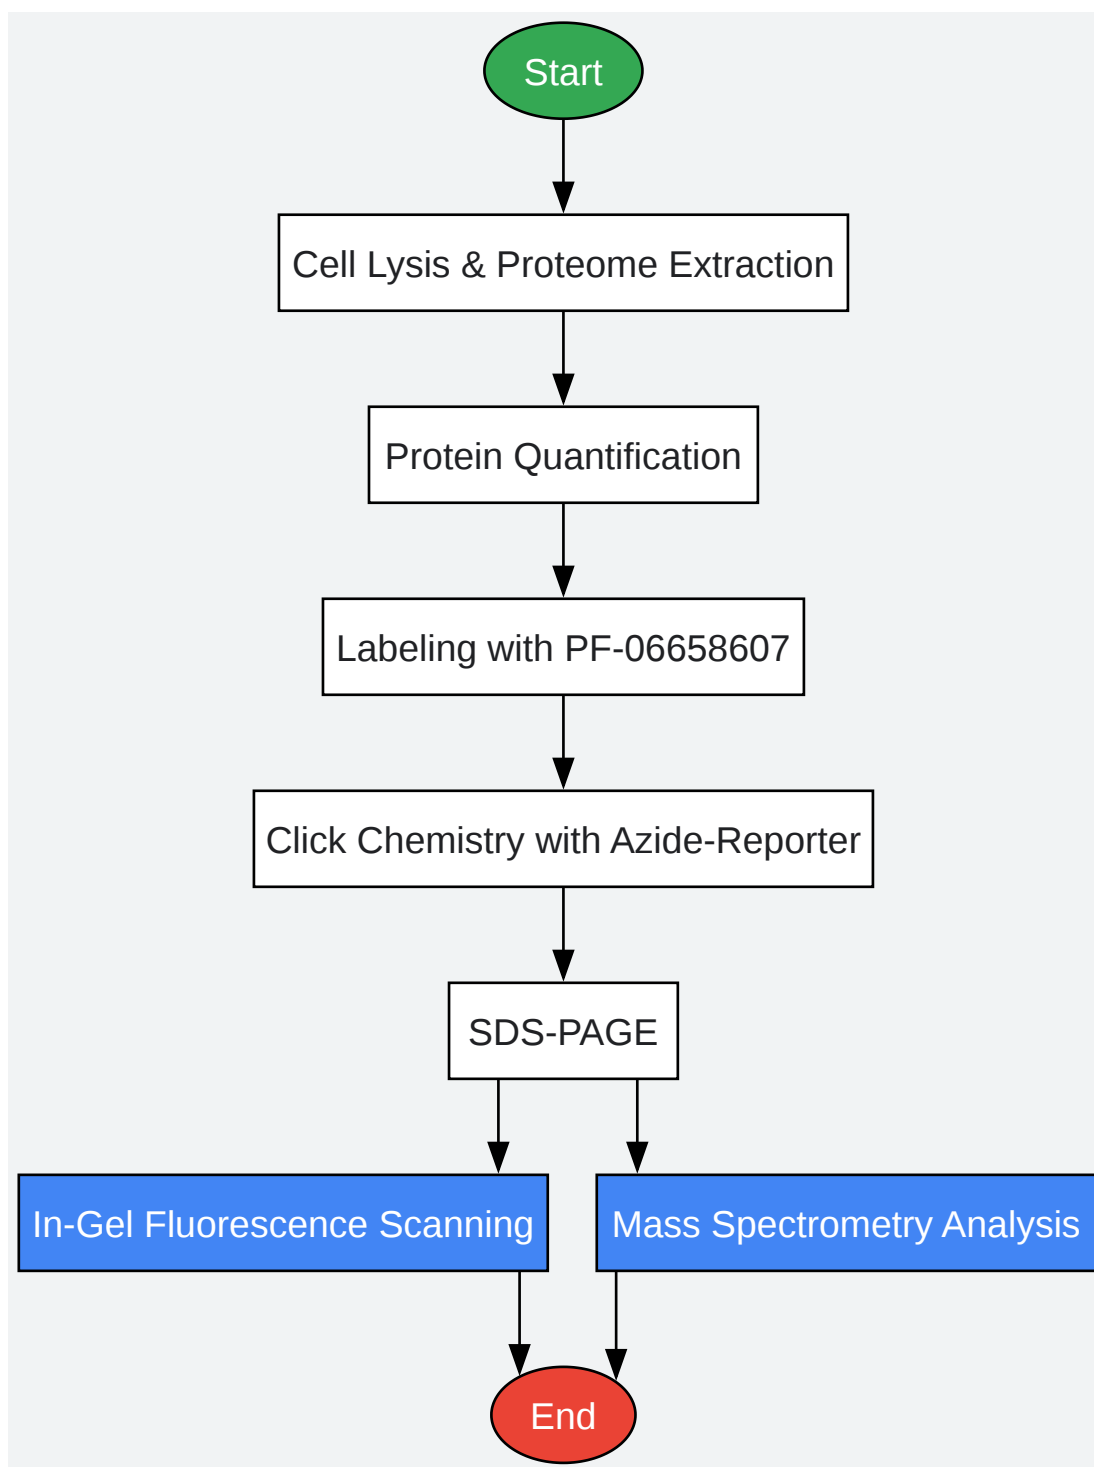 Start
Cell Lysis & Proteome Extraction
Protein Quantification
Labeling with PF-06658607
Click Chemistry with Azide-Reporter
SDS-PAGE
In-Gel Fluorescence Scanning
Mass Spectrometry Analysis
End